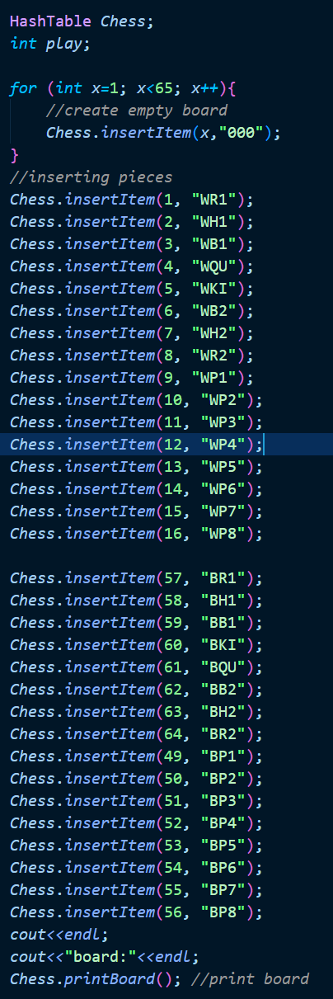 HashTable Chess;
int play;

for (int x=1; x<65; x++){
    //create empty board
    Chess.insertItem(x,"000");
}
//inserting pieces
Chess.insertItem(1, "WR1");
Chess.insertItem(2, "WH1");
Chess.insertItem(3, "WB1");
Chess.insertItem(4, "WQU");
Chess.insertItem(5, "WKI");
Chess.insertItem(6, "WB2");
Chess.insertItem(7, "WH2");
Chess.insertItem(8, "WR2");
Chess.insertItem(9, "WP1");
Chess.insertItem(10, "WP2");
Chess.insertItem(11, "WP3");
Chess.insertItem(12, "WP4");
Chess.insertItem(13, "WP5");
Chess.insertItem(14, "WP6");
Chess.insertItem(15, "WP7");
Chess.insertItem(16, "WP8");

Chess.insertItem(57, "BR1");
Chess.insertItem(58, "BH1");
Chess.insertItem(59, "BB1");
Chess.insertItem(60, "BKI");
Chess.insertItem(61, "BQU");
Chess.insertItem(62, "BB2");
Chess.insertItem(63, "BH2");
Chess.insertItem(64, "BR2");
Chess.insertItem(49, "BP1");
Chess.insertItem(50, "BP2");
Chess.insertItem(51, "BP3");
Chess.insertItem(52, "BP4");
Chess.insertItem(53, "BP5");
Chess.insertItem(54, "BP6");
Chess.insertItem(55, "BP7");
Chess.insertItem(56, "BP8");
cout<<endl;
cout<<"board:"<<endl;
Chess.printBoard(); //print board